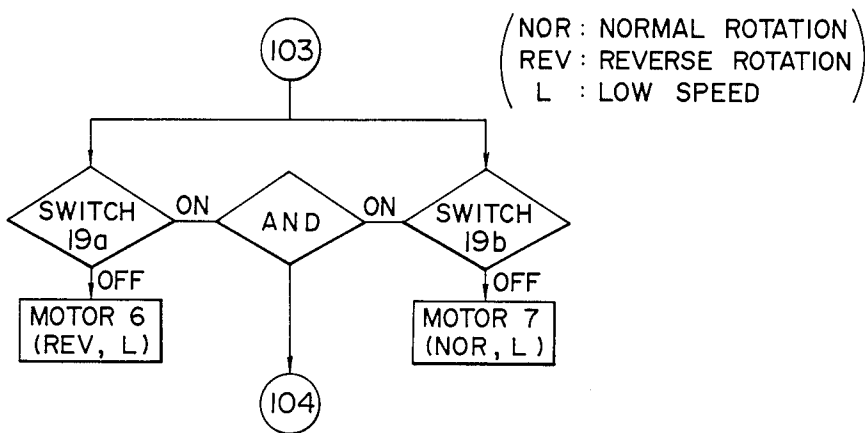 103
NOR : NORMAL ROTATION
REV : REVERSE ROTATION
L : LOW SPEED
SWITCH
19a
ON
AND
ON
SWITCH
19b
OFF
MOTOR 6
(REV, L)
OFF
MOTOR 7
(NOR, L)
104